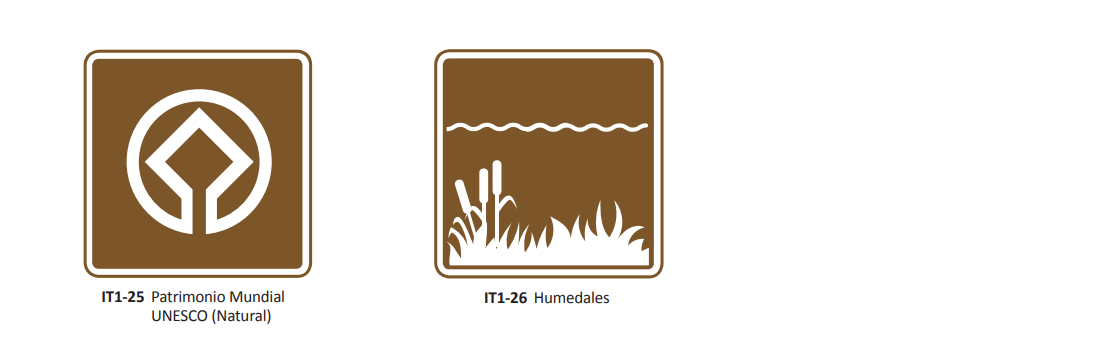 IT1-25 Patrimonio Mundial
UNESCO (Natural)
IT1-26 Humedales